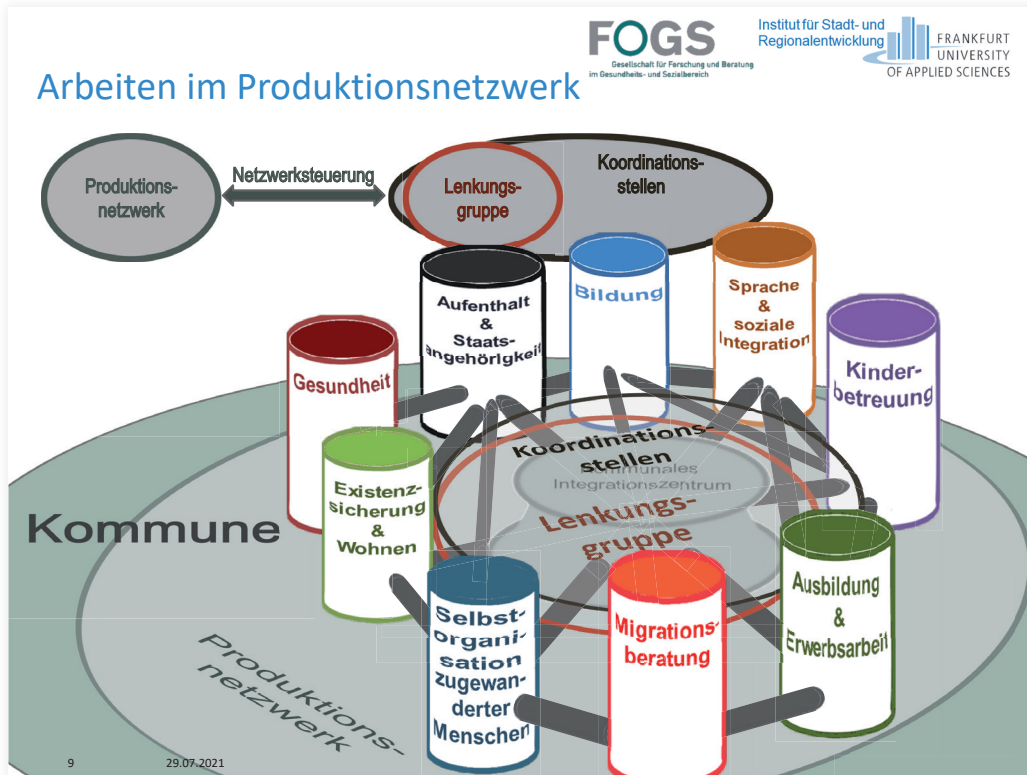 FOGS
Gesellschaft für Forschung und Beratung
im Gesundheits- und Sozialbereich
Institut für Stadt- und
Regionalentwicklung
FRANKFURT
UNIVERSITY
OF APPLIED SCIENCES
Arbeiten im Produktionsnetzwerk
Produktions-
netzwerk
Netzwerksteuerung
Lenkungs-
gruppe
Koordinations-
stellen
Aufenthalt
&
Staats-
angehörigkeit
Bildung
Sprache
&
soziale
Integration
Gesundheit
Kinder-
betreuung
Existenz-
sicherung
&
Wohnen
Koordinations-
stellen
Kommunales
Integrationszentrum
Lenkungs-
gruppe
Kommune
Selbst-
organi-
sation
zugewan-
derter
Menschen
Migrations-
beratung
Ausbildung
&
Erwerbsarbeit
Produktions-
netzwerk
9
29.07.2021